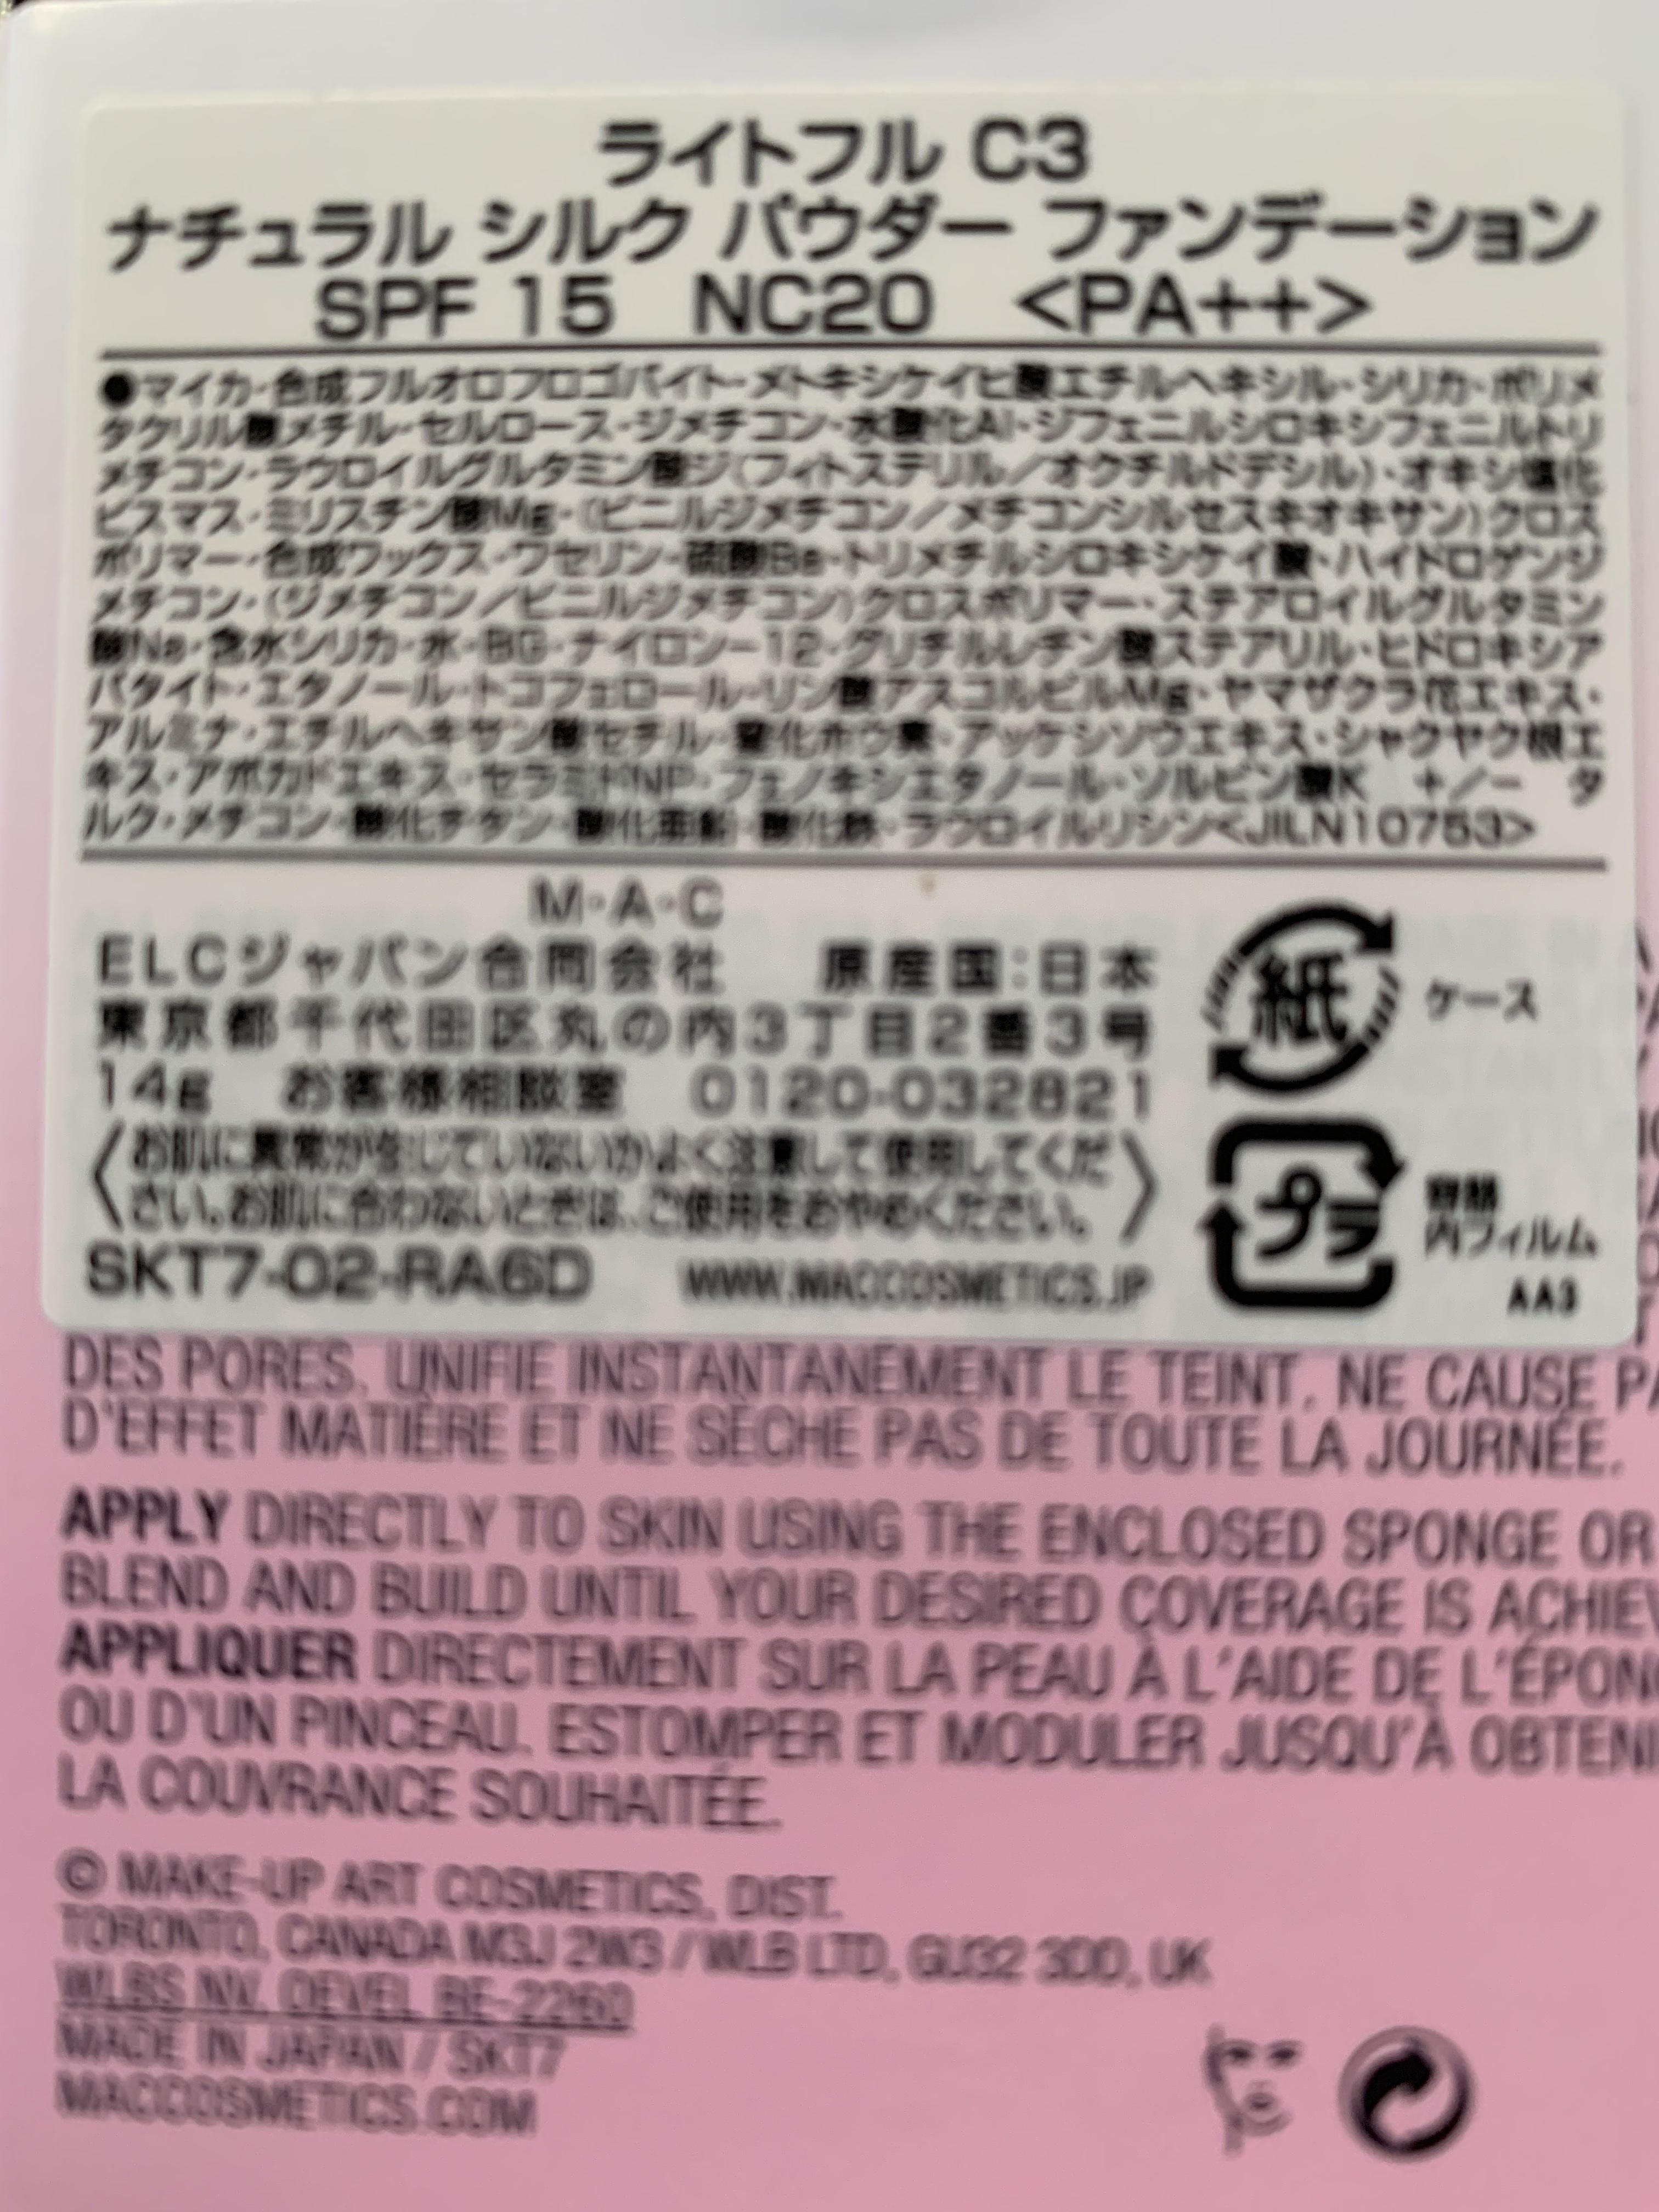 ライトフル C3
ナチュラル シルク パウダー ファンデーション
SPF 15 NC20 <PA++>
●マイカ・合成フルオロフロゴパイト・メトキシケイヒ酸エチルヘキシル・シリカ・ポリメ
タクリル酸メチル・セルロース・ジメチコン・水酸化Al・ジフェニルシロキシフェニルトリ
メチコン・ラウロイルグルタミン酸ジ(フィトステリル/オクチルドデシル)・オキシ塩化
ビスマス・ミリスチン酸Mg・(ビニルジメチコン/メチコンシルセスキオキサン)クロス
ポリマー・合成ワックス・ワセリン・硫酸Ba・トリメチルシロキシケイ酸・ハイドロゲンジ
メチコン・(ジメチコン/ビニルジメチコン)クロスポリマー・ステアロイルグルタミン
酸Na・含水シリカ・水・BG・ナイロン-12・グリチルレチン酸ステアリル・ヒドロキシア
パタイト・エタノール・トコフェロール・リン酸アスコルビルMg・ヤマザクラ花エキス・
アルミナ・エチルヘキサン酸セチル・窒化ホウ素・アッケシソウエキス・シャクヤク根エ
キス・アボカドエキス・セラミドNP・フェノキシエタノール・ソルビン酸K +/- タ
ルク・メチコン・酸化チタン・酸化亜鉛・酸化鉄・ラウロイルリシン<JILN10753>
M・A・C
ELCジャパン合同会社 原産国:日本
東京都千代田区丸の内3丁目2番3号
14g お客様相談室 0120-032821
〈お肌に異常が生じていないかよく注意して使用してくだ
さい。お肌に合わないときは、ご使用をおやめください。〉
SKT7-02-RA6D WWW.MACCOSMETICS.JP
紙 ケース
プラ 容器
内フィルム
AA3
DES PORES. UNIFIE INSTANTANÉMENT LE TEINT. NE CAUSE PA
D'EFFET MATIÈRE ET NE SÈCHE PAS DE TOUTE LA JOURNÉE.
APPLY DIRECTLY TO SKIN USING THE ENCLOSED SPONGE OR
BLEND AND BUILD UNTIL YOUR DESIRED COVERAGE IS ACHIEV
APPLIQUER DIRECTEMENT SUR LA PEAU À L'AIDE DE L'ÉPONG
OU D'UN PINCEAU. ESTOMPER ET MODULER JUSQU'À OBTENI
LA COUVRANCE SOUHAITÉE.
© MAKE-UP ART COSMETICS, DIST.
TORONTO, CANADA M3J 2W3 / WLB LTD, GU32 3DD, UK
WLBS NV, OEVEL BE-2260
MADE IN JAPAN / SKT7
MACCOSMETICS.COM